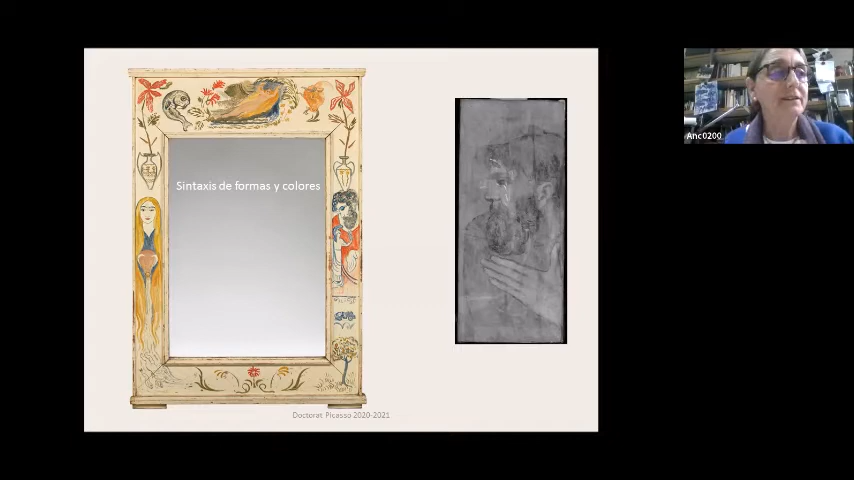 Sintaxis de formas y colores
Doctorat Picasso 2020-2021
Anc0200